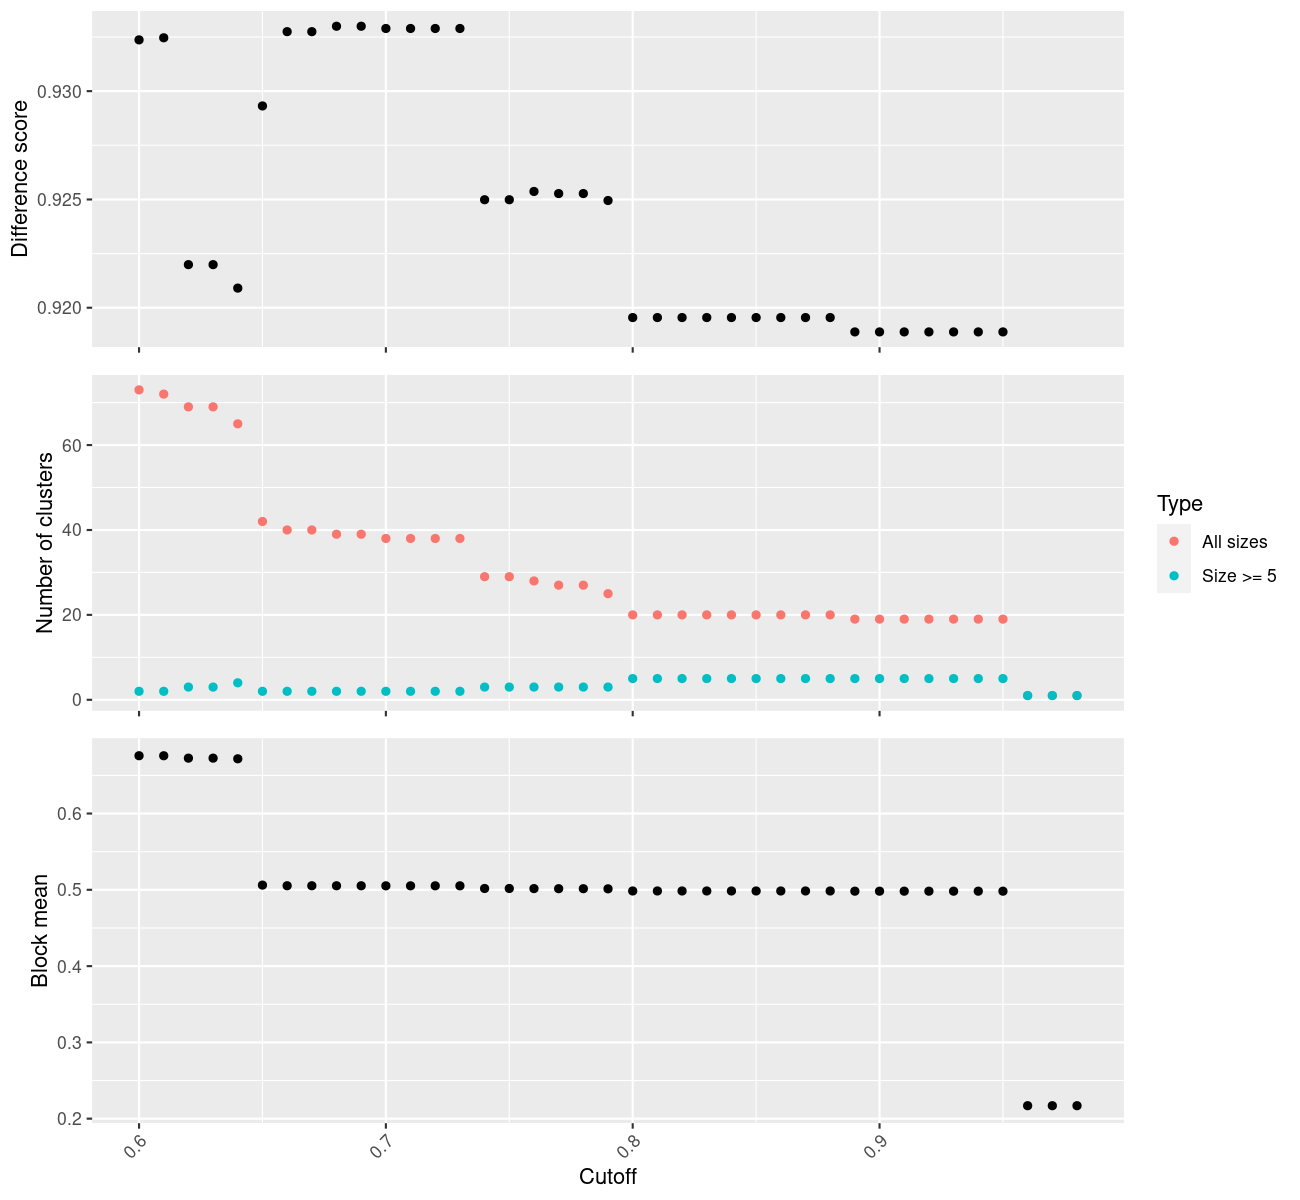 Difference score
0.930
0.925
0.920
Number of clusters
60
40
20
0
Type
All sizes
Size >= 5
Block mean
0.6
0.5
0.4
0.3
0.2
0.6 0.7 0.8 0.9
Cutoff